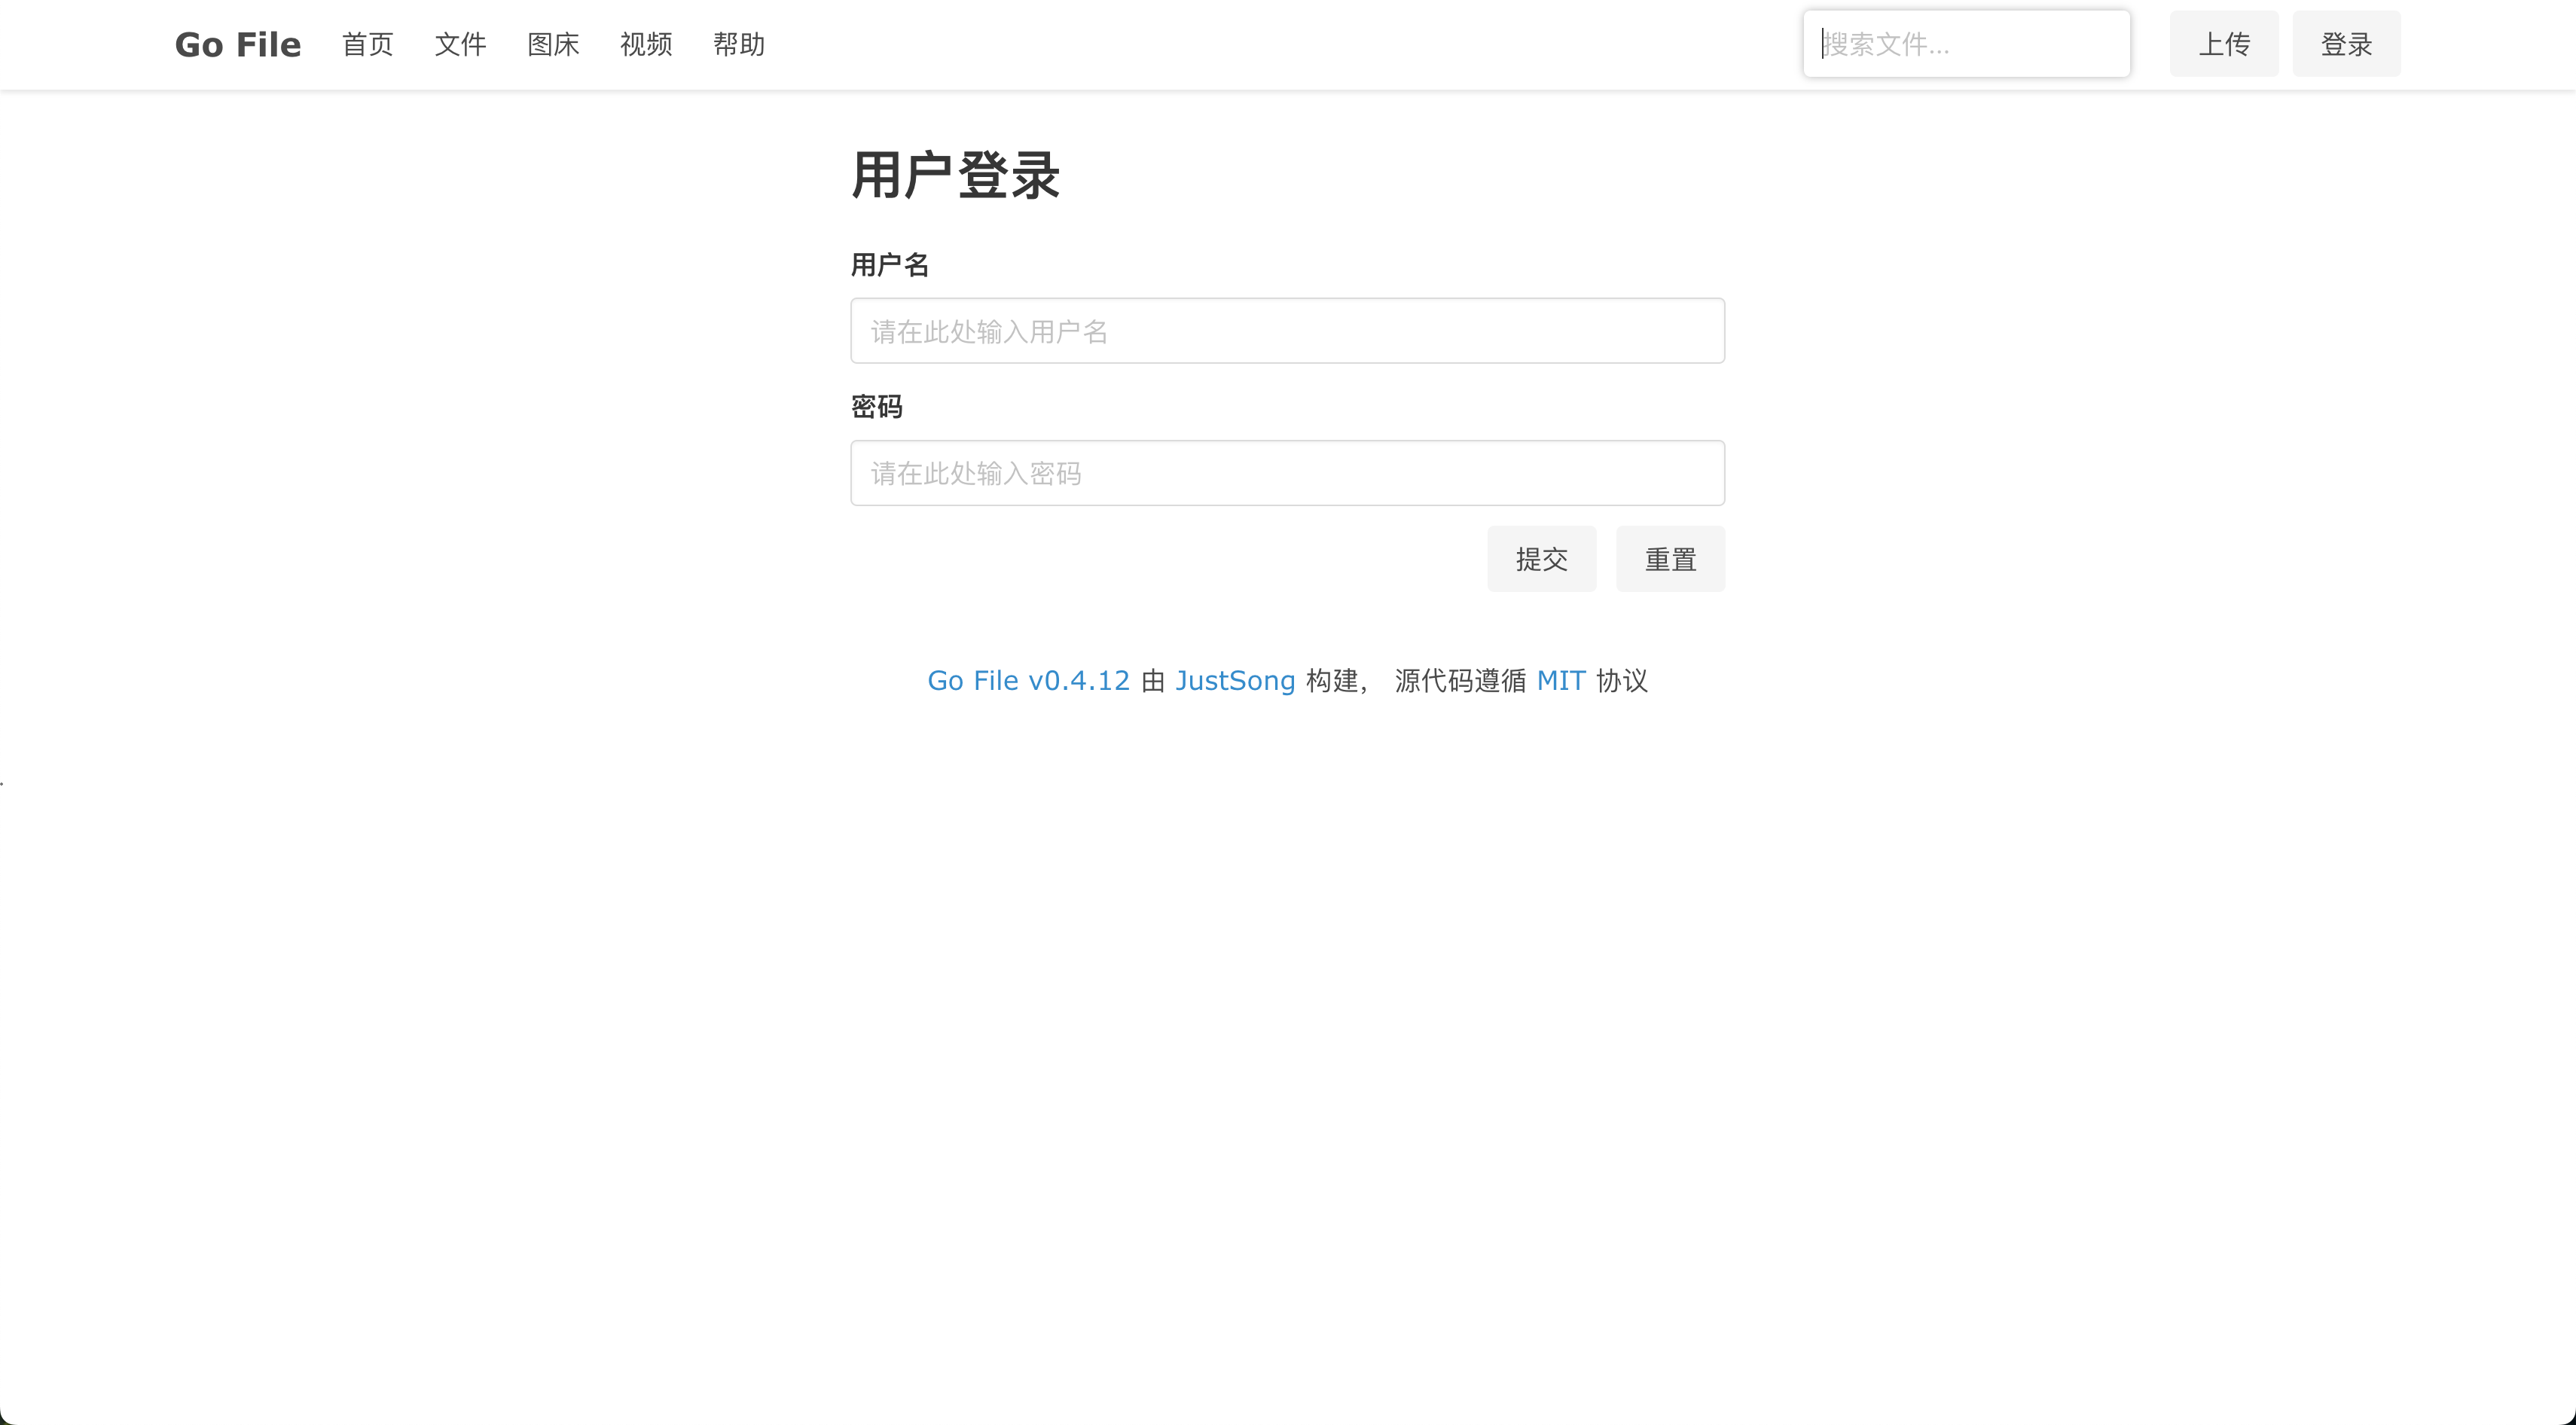 Go File 首页 文件 图床 视频 帮助 搜索文件... 上传 登录
用户登录
用户名
请在此处输入用户名
密码
请在此处输入密码
提交 重置
Go File v0.4.12 由 JustSong 构建， 源代码遵循 MIT 协议